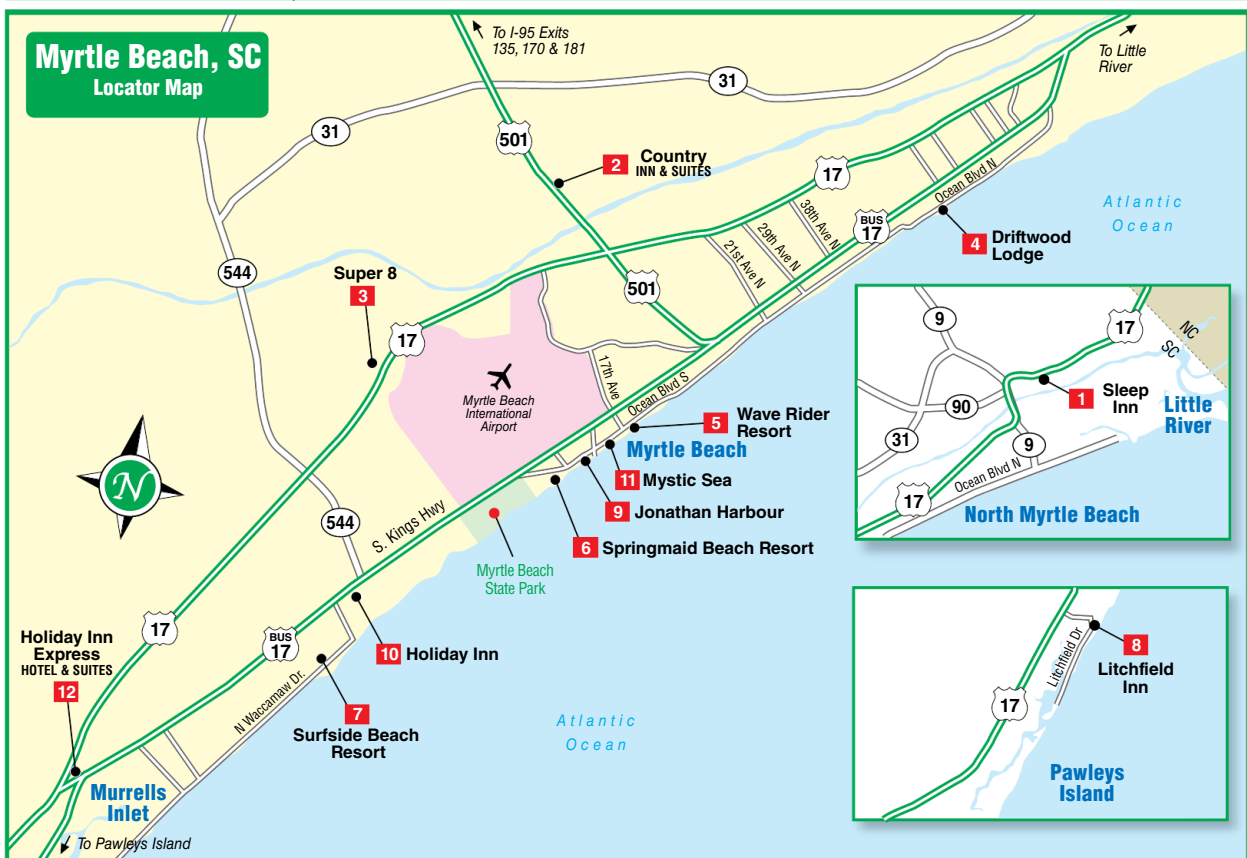 Myrtle Beach, SC
Locator Map
To I-95 Exits
135, 170 & 181
To Little
River
31
31
501
2
Country
INN & SUITES
17
Ocean Blvd N
BUS
17
Atlantic
Ocean
4
Driftwood
Lodge
38th Ave N
29th Ave N
21st Ave N
544
Super 8
3
501
17
Myrtle Beach
International
Airport
17th Ave
Ocean Blvd S
5
Wave Rider
Resort
Myrtle Beach
11
Mystic Sea
9
Jonathan Harbour
6
Springmaid Beach Resort
N
544
S. Kings Hwy
Myrtle Beach
State Park
17
BUS
17
10
Holiday Inn
Holiday Inn
Express
HOTEL & SUITES
12
N Waccamaw Dr.
7
Surfside Beach
Resort
Atlantic
Ocean
Murrells
Inlet
To Pawleys Island
9
17
NC
SC
1
Sleep
Inn
90
Little
River
31
9
Ocean Blvd N
17
North Myrtle Beach
Litchfield Dr
8
Litchfield
Inn
17
Pawleys
Island